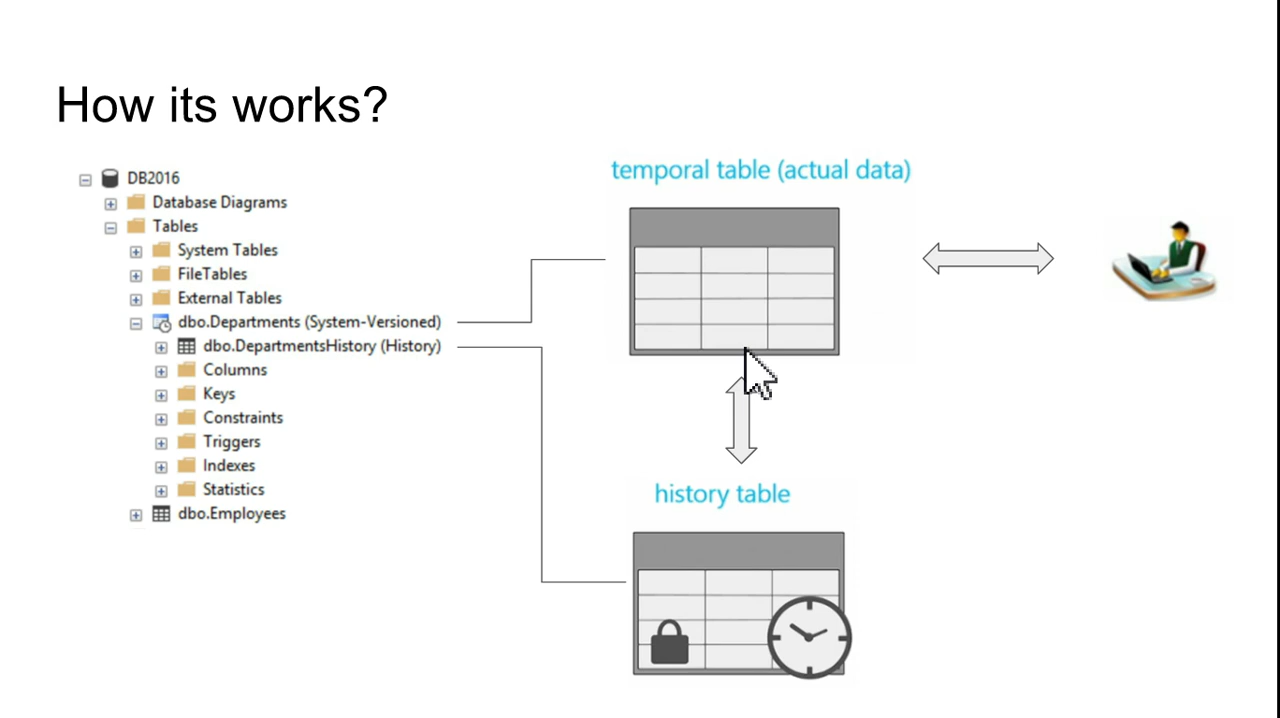 How its works?
DB2016
Database Diagrams
Tables
System Tables
FileTables
External Tables
dbo.Departments (System-Versioned)
dbo.DepartmentsHistory (History)
Columns
Keys
Constraints
Triggers
Indexes
Statistics
dbo.Employees
temporal table (actual data)
history table